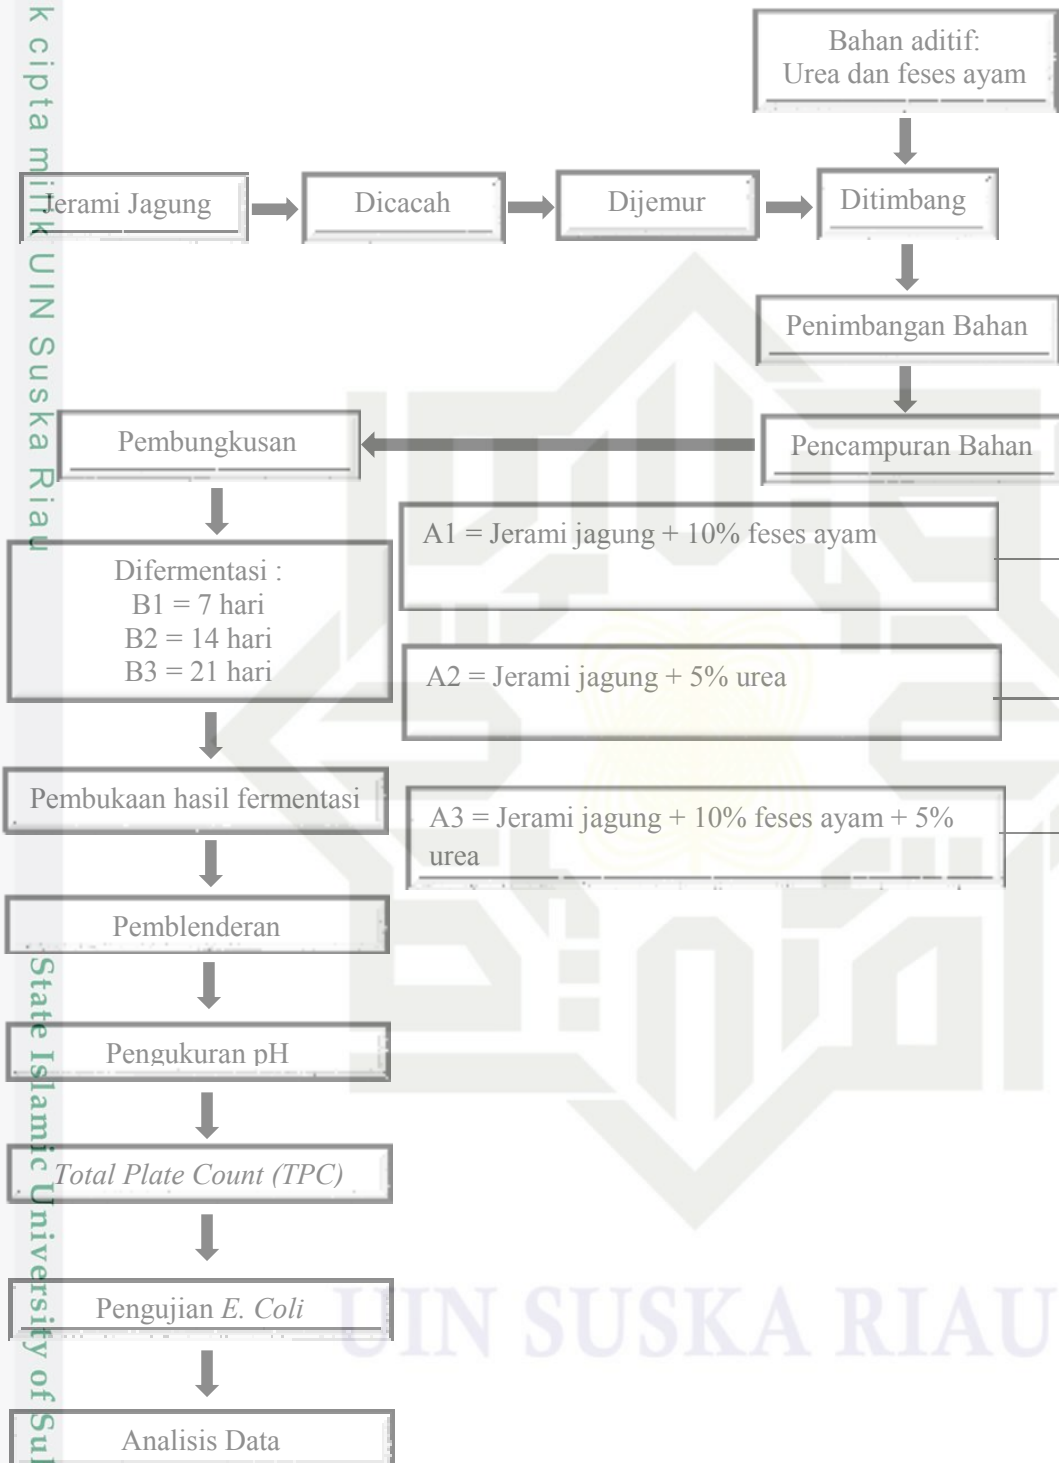 k cipta milik UIN Suska Riau
State Islamic University of Sul
Bahan aditif:
Urea dan feses ayam
Jerami Jagung
Dicacah
Dijemur
Ditimbang
Penimbangan Bahan
Pencampuran Bahan
Pembungkusan
A1 = Jerami jagung + 10% feses ayam
A2 = Jerami jagung + 5% urea
A3 = Jerami jagung + 10% feses ayam + 5%
urea
Difermentasi :
B1 = 7 hari
B2 = 14 hari
B3 = 21 hari
Pembukaan hasil fermentasi
Pemblenderan
Pengukuran pH
Total Plate Count (TPC)
Pengujian E. Coli
Analisis Data
UIN SUSKA RIAU